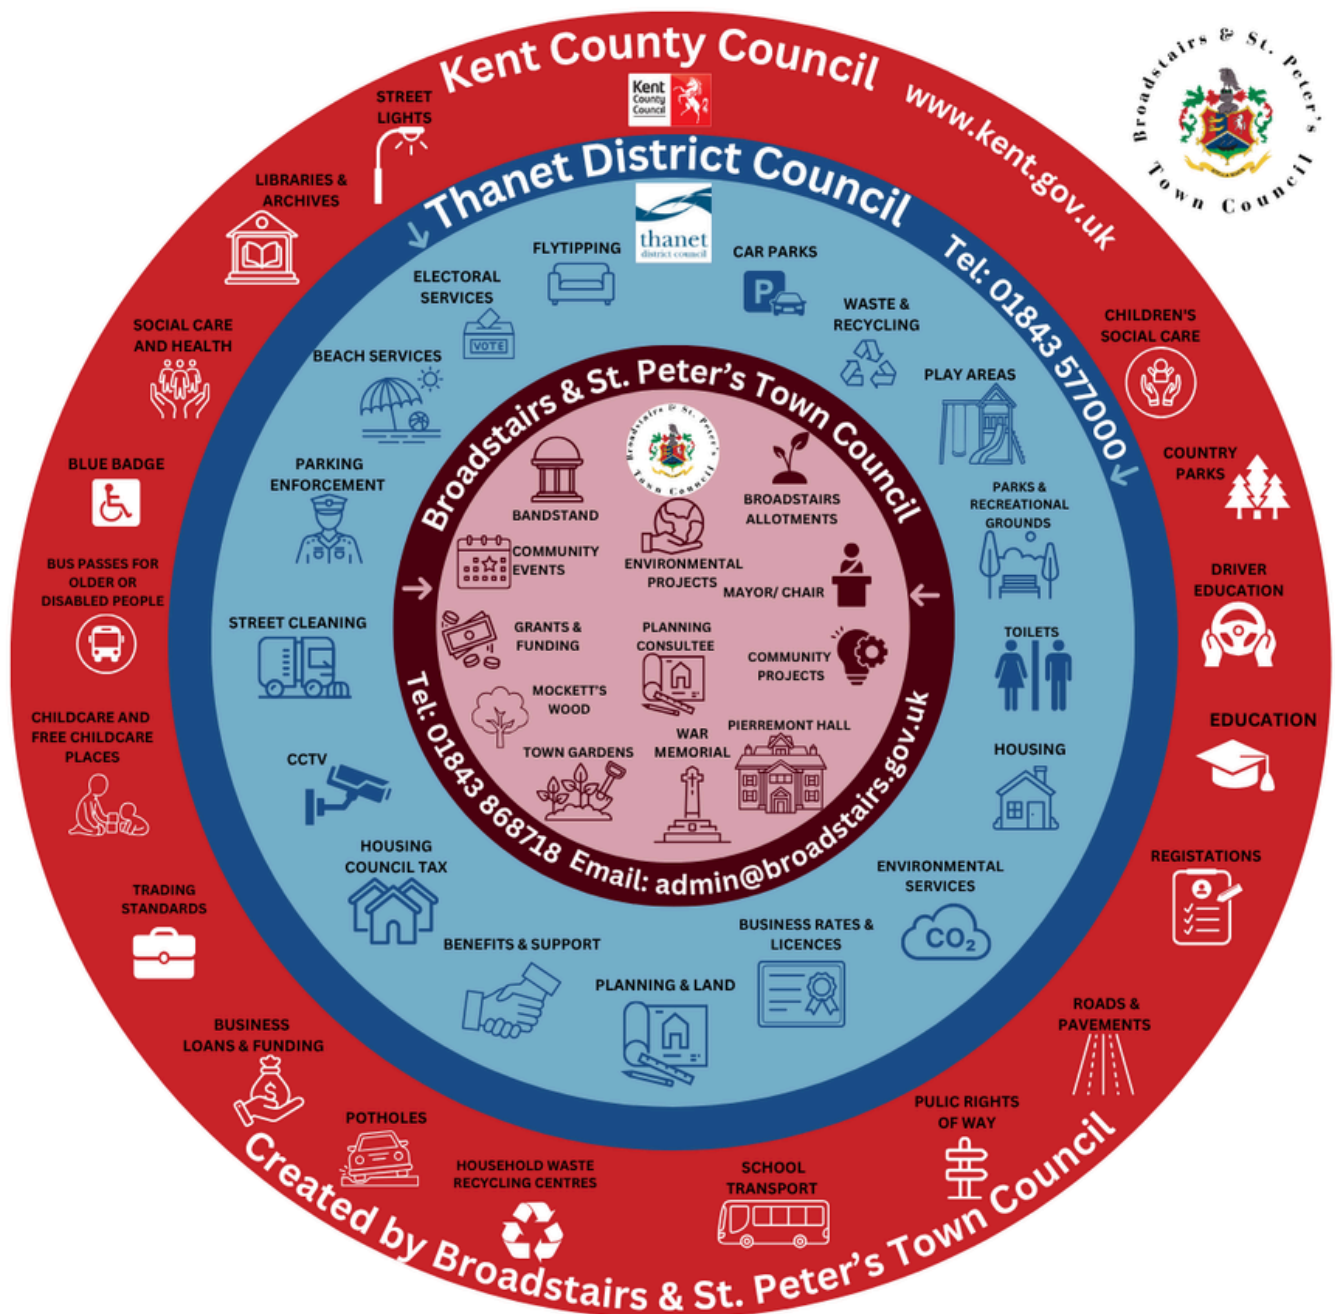 Kent County Council
www.kent.gov.uk
Kent
County
Council
Broadstairs & St. Peter's
Town Council
STREET
LIGHTS
LIBRARIES &
ARCHIVES
SOCIAL CARE
AND HEALTH
BLUE BADGE
BUS PASSES FOR
OLDER OR
DISABLED PEOPLE
CHILDCARE AND
FREE CHILDCARE
PLACES
TRADING
STANDARDS
BUSINESS
LOANS & FUNDING
POTHOLES
HOUSEHOLD WASTE
RECYCLING CENTRES
SCHOOL
TRANSPORT
PULIC RIGHTS
OF WAY
ROADS &
PAVEMENTS
REGISTATIONS
EDUCATION
DRIVER
EDUCATION
COUNTRY
PARKS
CHILDREN'S
SOCIAL CARE
Created by Broadstairs & St. Peter's Town Council
Thanet District Council
Tel: 01843 577000
thanet
district council
FLYTIPPING
CAR PARKS
P
ELECTORAL
SERVICES
VOTE
WASTE &
RECYCLING
BEACH SERVICES
PLAY AREAS
PARKING
ENFORCEMENT
PARKS &
RECREATIONAL
GROUNDS
STREET CLEANING
TOILETS
CCTV
HOUSING
HOUSING
COUNCIL TAX
ENVIRONMENTAL
SERVICES
CO2
BENEFITS & SUPPORT
BUSINESS RATES &
LICENCES
PLANNING & LAND
Broadstairs & St. Peter's Town Council
Tel: 01843 868718 Email: admin@broadstairs.gov.uk
Broadstairs & St. Peter's
Town Council
BANDSTAND
BROADSTAIRS
ALLOTMENTS
COMMUNITY
EVENTS
ENVIRONMENTAL
PROJECTS
MAYOR/ CHAIR
GRANTS &
FUNDING
PLANNING
CONSULTEE
COMMUNITY
PROJECTS
MOCKETT'S
WOOD
TOWN GARDENS
WAR
MEMORIAL
PIERREMONT HALL